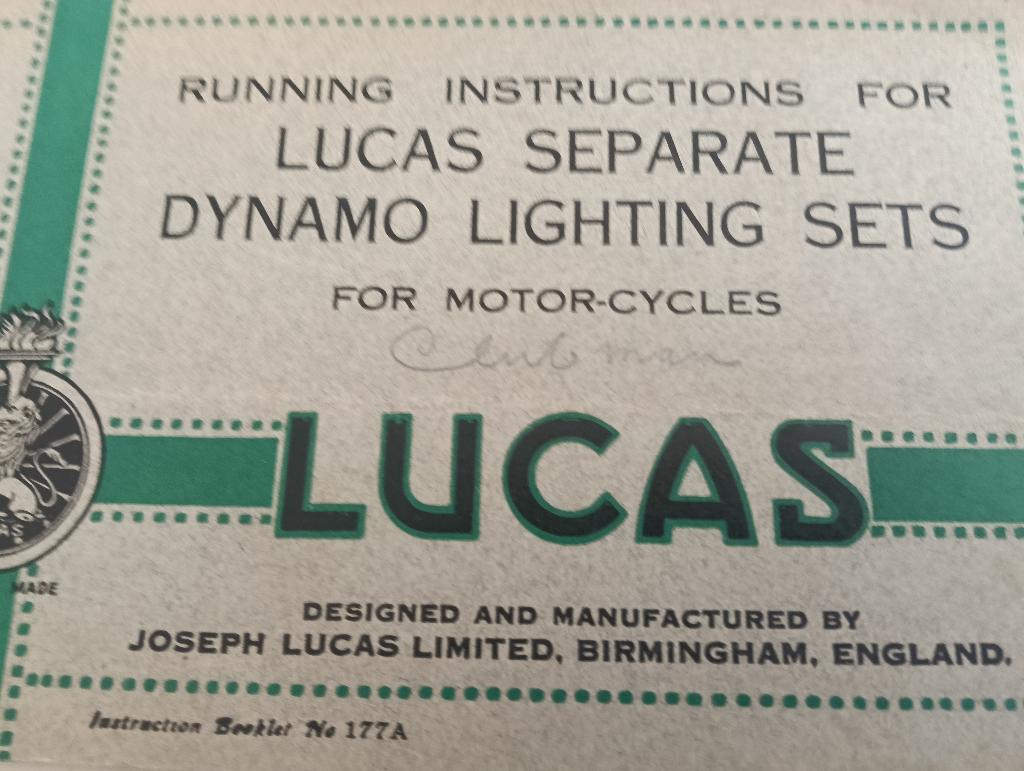 RUNNING INSTRUCTIONS FOR
LUCAS SEPARATE
DYNAMO LIGHTING SETS
FOR MOTOR-CYCLES
Clubman
LUCAS
MADE
DESIGNED AND MANUFACTURED BY
JOSEPH LUCAS LIMITED, BIRMINGHAM, ENGLAND.
Instruction Booklet No 177A